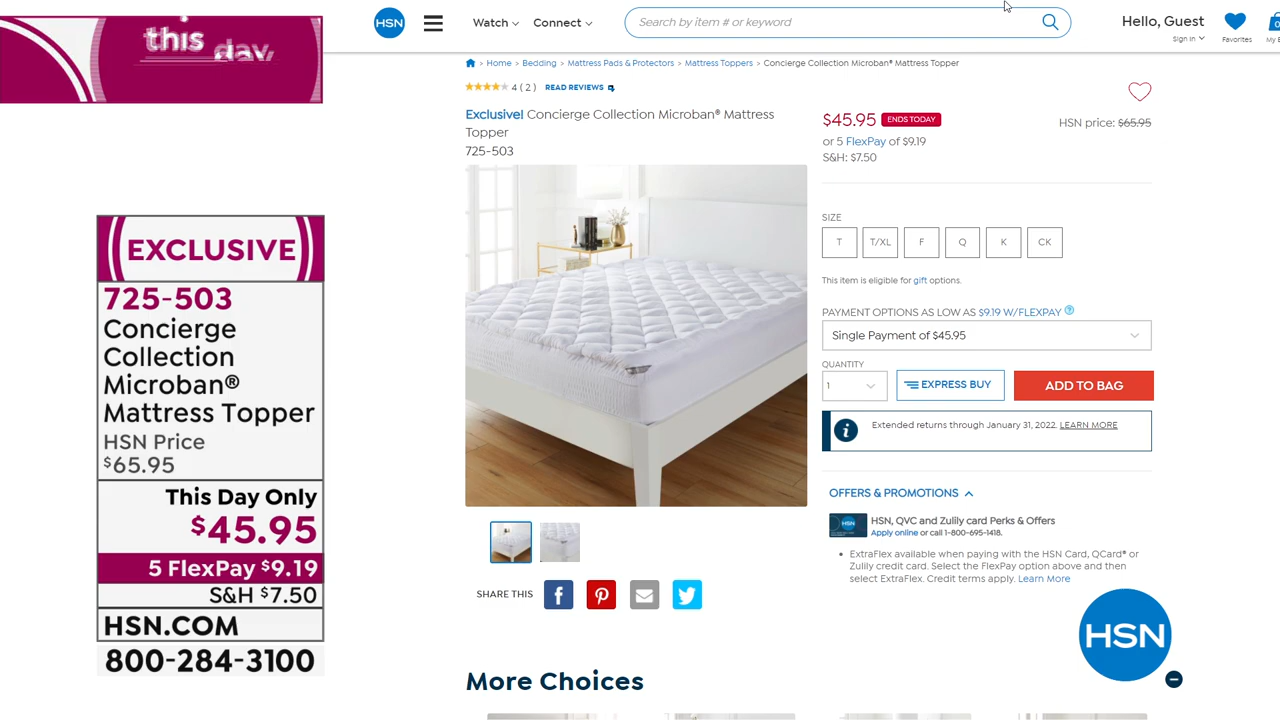 this
day
EXCLUSIVE
725-503
Concierge
Collection
Microban®
Mattress Topper
HSN Price
$65.95
This Day Only
$45.95
5 FlexPay $9.19
S&H $7.50
HSN.COM
800-284-3100
HSN
Watch
Connect
Search by item # or keyword
Hello, Guest
Sign In
Favorites
0
> Home > Bedding > Mattress Pads & Protectors > Mattress Toppers > Concierge Collection Microban® Mattress Topper
4 ( 2 ) READ REVIEWS
Exclusive! Concierge Collection Microban® Mattress
Topper
725-503
$45.95 ENDS TODAY
HSN price: $65.95
or 5 FlexPay of $9.19
S&H: $7.50
SIZE
T T/XL F Q K CK
This item is eligible for gift options.
PAYMENT OPTIONS AS LOW AS $9.19 W/FLEXPAY ?
Single Payment of $45.95
QUANTITY
1
EXPRESS BUY
ADD TO BAG
i
Extended returns through January 31, 2022. LEARN MORE
OFFERS & PROMOTIONS
HSN
HSN, QVC and Zulily card Perks & Offers
Apply online or call 1-800-695-1418.
• ExtraFlex available when paying with the HSN Card, QCard® or
Zulily credit card. Select the FlexPay option above and then
select ExtraFlex. Credit terms apply. Learn More
SHARE THIS
HSN
More Choices